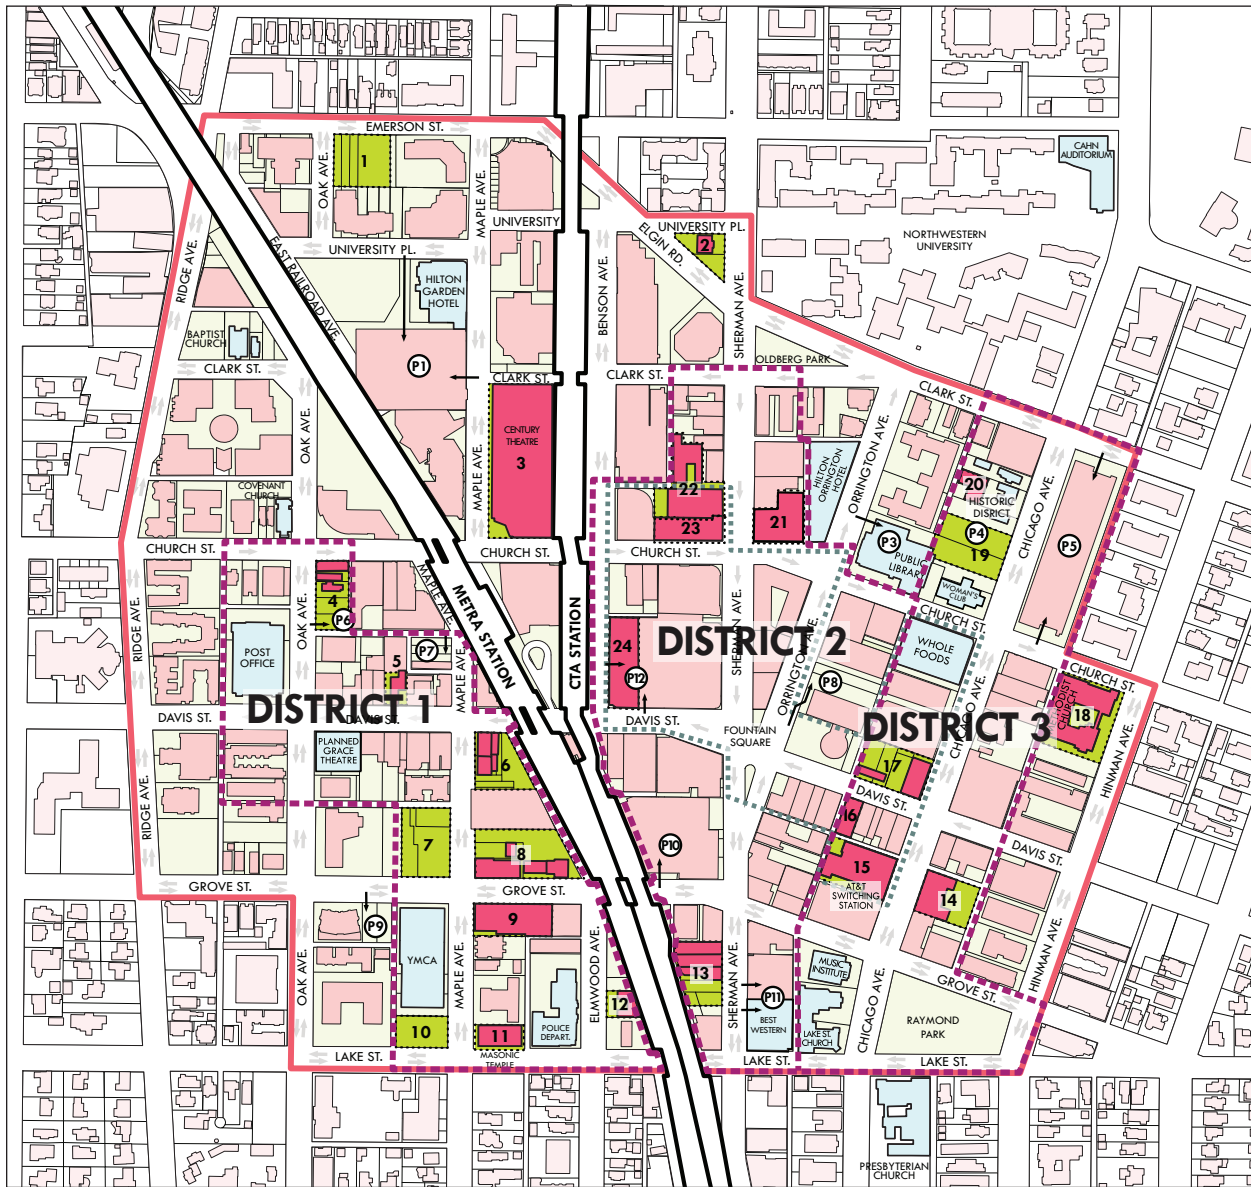 EMERSON ST.
CAHN
AUDITORIUM
1
OAK AVE.
MAPLE AVE.
UNIVERSITY
UNIVERSITY PL.
2
ELGIN RD.
NORTHWESTERN
UNIVERSITY
UNIVERSITY PL.
RIDGE AVE.
EAST RAILROAD AVE.
HILTON
GARDEN
HOTEL
BENSON AVE.
SHERMAN AVE.
BAPTIST
CHURCH
CLARK ST.
P1
CLARK ST.
CLARK ST.
OLDBERG PARK
CLARK ST.
OAK AVE.
CENTURY
THEATRE
3
MAPLE AVE.
HILTON
ORRINGTON
HOTEL
ORRINGTON AVE.
COVENANT
CHURCH
22
20
HISTORIC
DISRICT
CHICAGO AVE.
23
21
P3
PUBLIC
LIBRARY
P4
19
P5
CHURCH ST.
CHURCH ST.
CHURCH ST.
MAPLE AVE.
4
P6
WOMAN'S
CLUB
CHURCH ST.
RIDGE AVE.
OAK AVE.
POST
OFFICE
METRA STATION
CTA STATION
SHERMAN AVE.
ORRINGTON AVE.
24
DISTRICT 2
WHOLE
FOODS
P7
MAPLE AVE.
5
P12
P8
CHURCH ST.
METHODIST
CHURCH
18
DISTRICT 1
DAVIS ST.
DAVIS ST.
DAVIS ST.
FOUNTAIN
SQUARE
DISTRICT 3
CHICAGO AVE.
HINMAN AVE.
PLANNED
GRACE
THEATRE
6
17
DAVIS ST.
RIDGE AVE.
7
16
8
P10
DAVIS ST.
15
AT&T
SWITCHING
STATION
GROVE ST.
GROVE ST.
14
P9
9
YMCA
MAPLE AVE.
OAK AVE.
ELMWOOD AVE.
13
SHERMAN AVE.
MUSIC
INSTITUTE
CHICAGO AVE.
GROVE ST.
HINMAN AVE.
12
P11
BEST
WESTERN
RAYMOND
PARK
10
11
POLICE
DEPART.
LAKE ST.
CHURCH
LAKE ST.
MASONIC
TEMPLE
LAKE ST.
LAKE ST.
PRESBYTERIAN
CHURCH